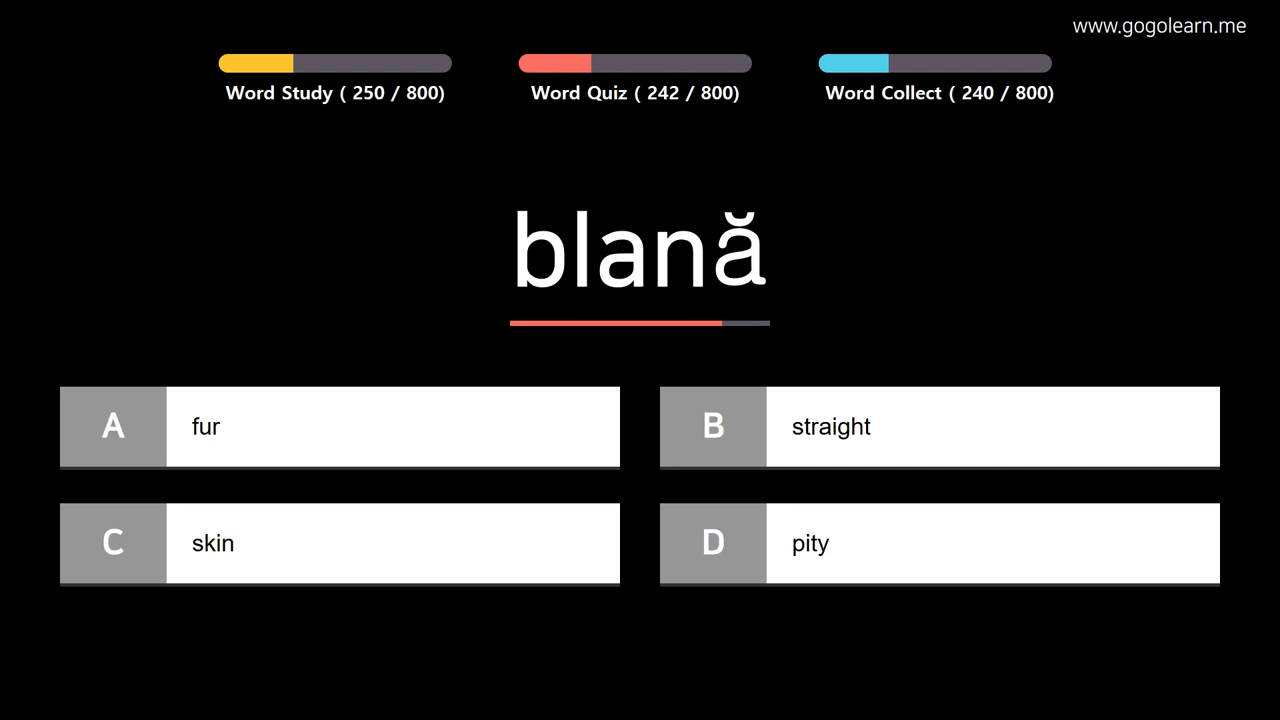 www.gogolearn.me
Word Study ( 250 / 800)
Word Quiz ( 242 / 800)
Word Collect ( 240 / 800)
blană
A fur
B straight
C skin
D pity